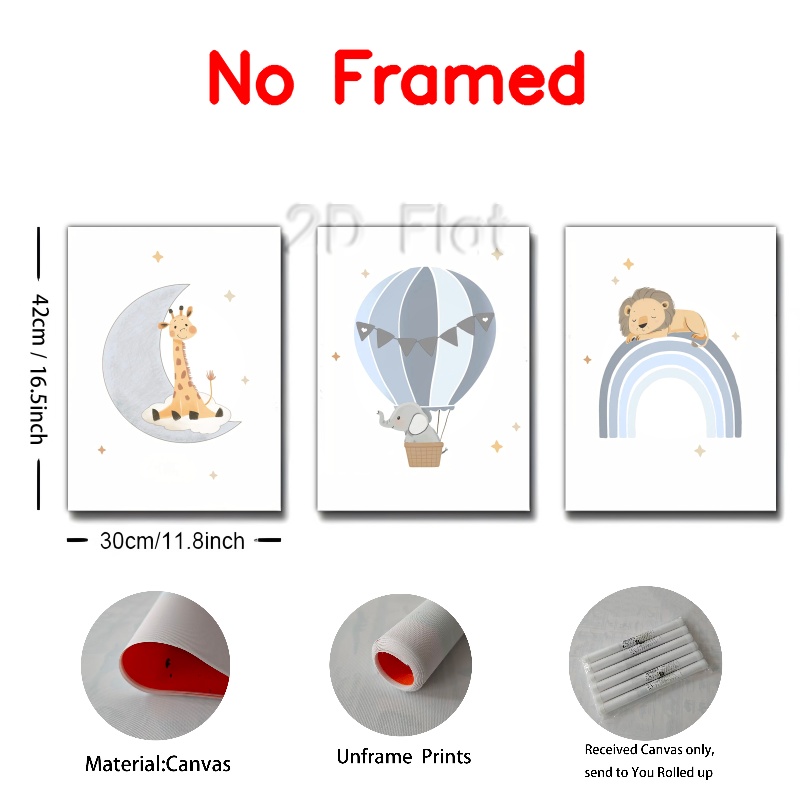 No Framed
2D Flat
42cm / 16.5inch
30cm/11.8inch
Material:Canvas
Unframe Prints
Received Canvas only,
send to You Rolled up